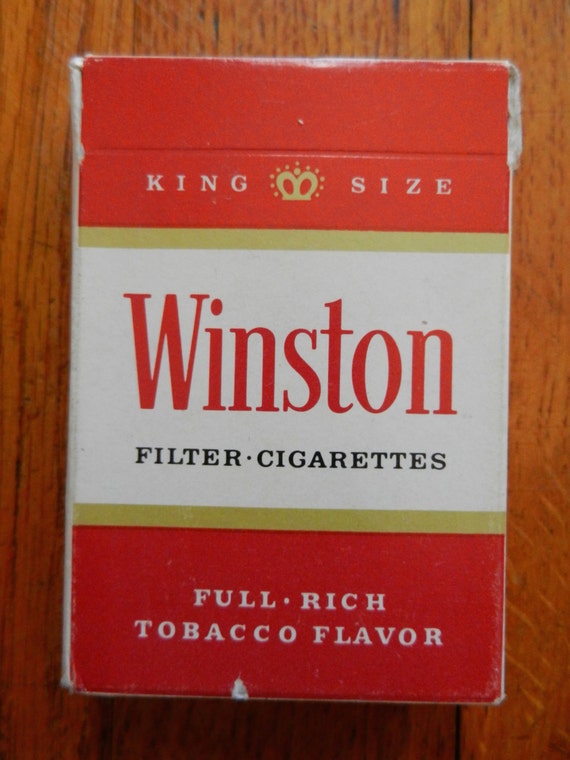 KING SIZE
Winston
FILTER·CIGARETTES
FULL·RICH
TOBACCO FLAVOR